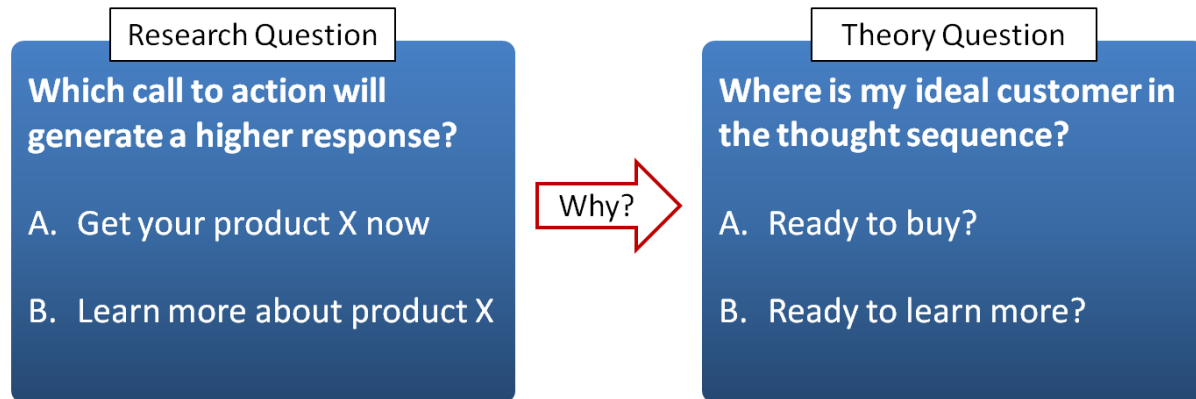 Research Question
Which call to action will
generate a higher response?
A. Get your product X now
B. Learn more about product X
Why?
Theory Question
Where is my ideal customer in
the thought sequence?
A. Ready to buy?
B. Ready to learn more?